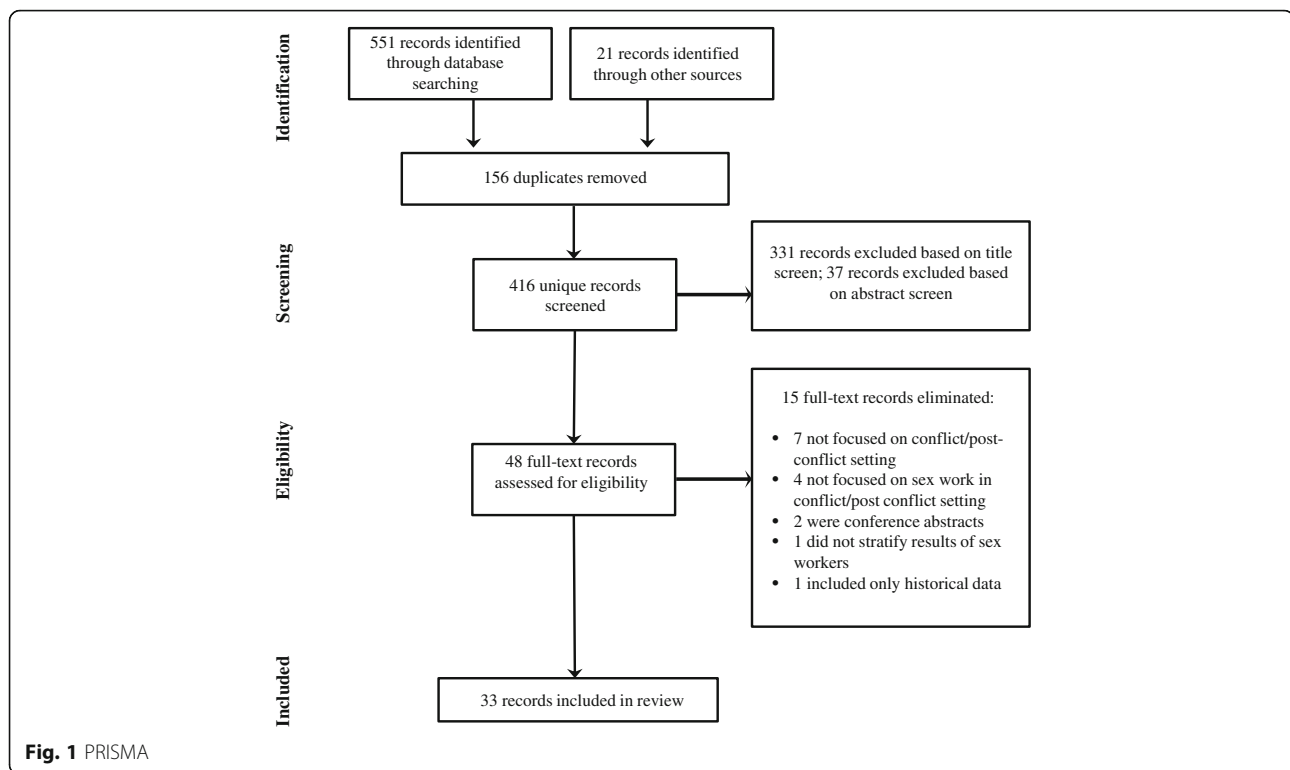 Identification
551 records identified
through database
searching
21 records identified
through other sources
156 duplicates removed
Screening
416 unique records
screened
331 records excluded based on title
screen; 37 records excluded based
on abstract screen
Eligibility
48 full-text records
assessed for eligibility
15 full-text records eliminated:
• 7 not focused on conflict/post-
conflict setting
• 4 not focused on sex work in
conflict/post conflict setting
• 2 were conference abstracts
• 1 did not stratify results of sex
workers
• 1 included only historical data
Included
33 records included in review
Fig. 1 PRISMA